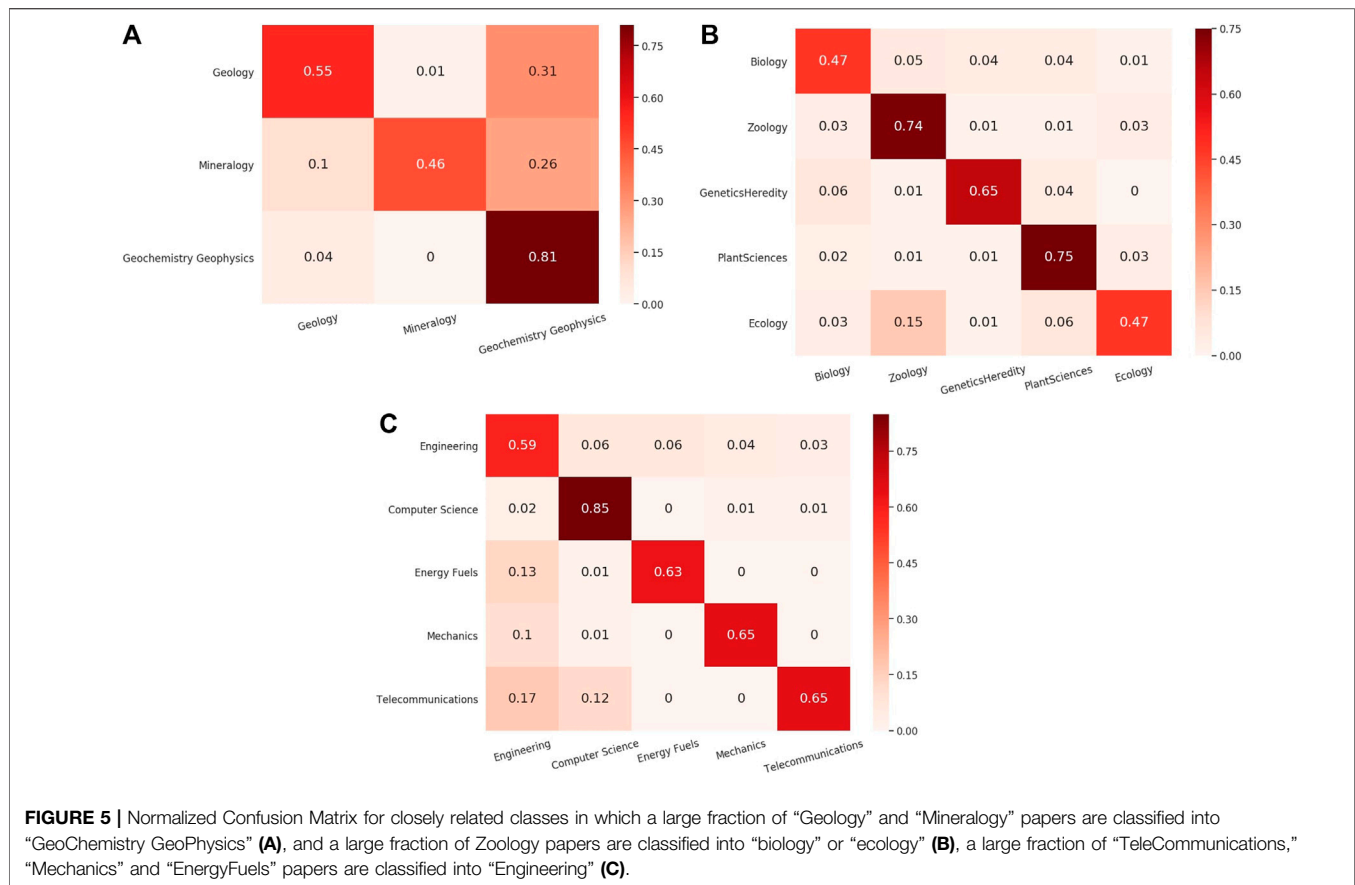 A
Geology 0.55 0.01 0.31
Mineralogy 0.1 0.46 0.26
Geochemistry Geophysics 0.04 0 0.81
Geology Mineralogy Geochemistry Geophysics
0.75
0.60
0.45
0.30
0.15
0.00
B
Biology 0.47 0.05 0.04 0.04 0.01
Zoology 0.03 0.74 0.01 0.01 0.03
GeneticsHeredity 0.06 0.01 0.65 0.04 0
PlantSciences 0.02 0.01 0.01 0.75 0.03
Ecology 0.03 0.15 0.01 0.06 0.47
Biology Zoology GeneticsHeredity PlantSciences Ecology
0.75
0.60
0.45
0.30
0.15
0.00
C
Engineering 0.59 0.06 0.06 0.04 0.03
Computer Science 0.02 0.85 0 0.01 0.01
Energy Fuels 0.13 0.01 0.63 0 0
Mechanics 0.1 0.01 0 0.65 0
Telecommunications 0.17 0.12 0 0 0.65
Engineering Computer Science Energy Fuels Mechanics Telecommunications
0.75
0.60
0.45
0.30
0.15
0.00
FIGURE 5 | Normalized Confusion Matrix for closely related classes in which a large fraction of “Geology” and “Mineralogy” papers are classified into
“GeoChemistry GeoPhysics” (A), and a large fraction of Zoology papers are classified into “biology” or “ecology” (B), a large fraction of “TeleCommunications,”
“Mechanics” and “EnergyFuels” papers are classified into “Engineering” (C).